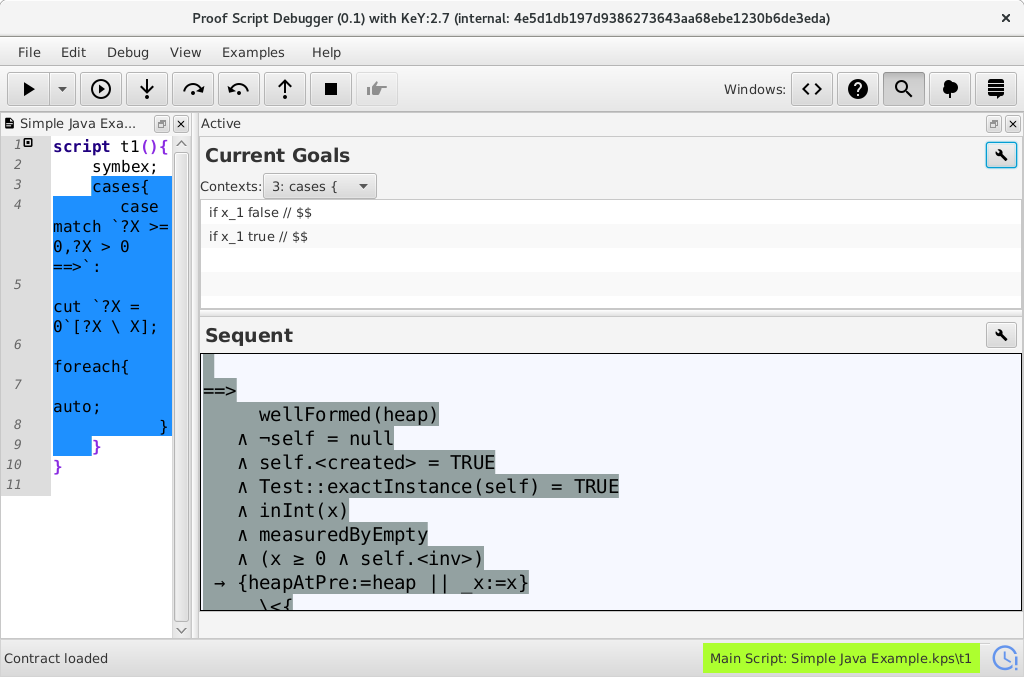 Proof Script Debugger (0.1) with KeY:2.7 (internal: 4e5d1db197d9386273643aa68ebe1230b6de3eda)
File Edit Debug View Examples Help
Windows:
Simple Java Exa...
1 script t1(){
2 symbex;
3 cases{
4 case
match `?X >=
0,?X > 0
==>`:
5
cut `?X =
0`[?X \ X];
6
foreach{
7
auto;
8 }
9 }
10 }
11
Active
Current Goals
Contexts: 3: cases {
if x_1 false // $$
if x_1 true // $$
Sequent
==>
wellFormed(heap)
∧ ¬self = null
∧ self.<created> = TRUE
∧ Test::exactInstance(self) = TRUE
∧ inInt(x)
∧ measuredByEmpty
∧ (x ≥ 0 ∧ self.<inv>)
→ {heapAtPre:=heap || _x:=x}
\<{
Contract loaded
Main Script: Simple Java Example.kps\t1